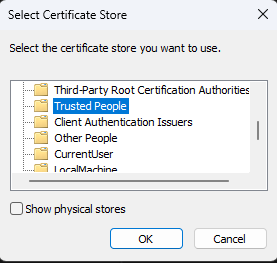 Select Certificate Store
Select the certificate store you want to use.
Third-Party Root Certification Authorities
Trusted People
Client Authentication Issuers
Other People
CurrentUser
LocalMachine
Show physical stores
OK
Cancel